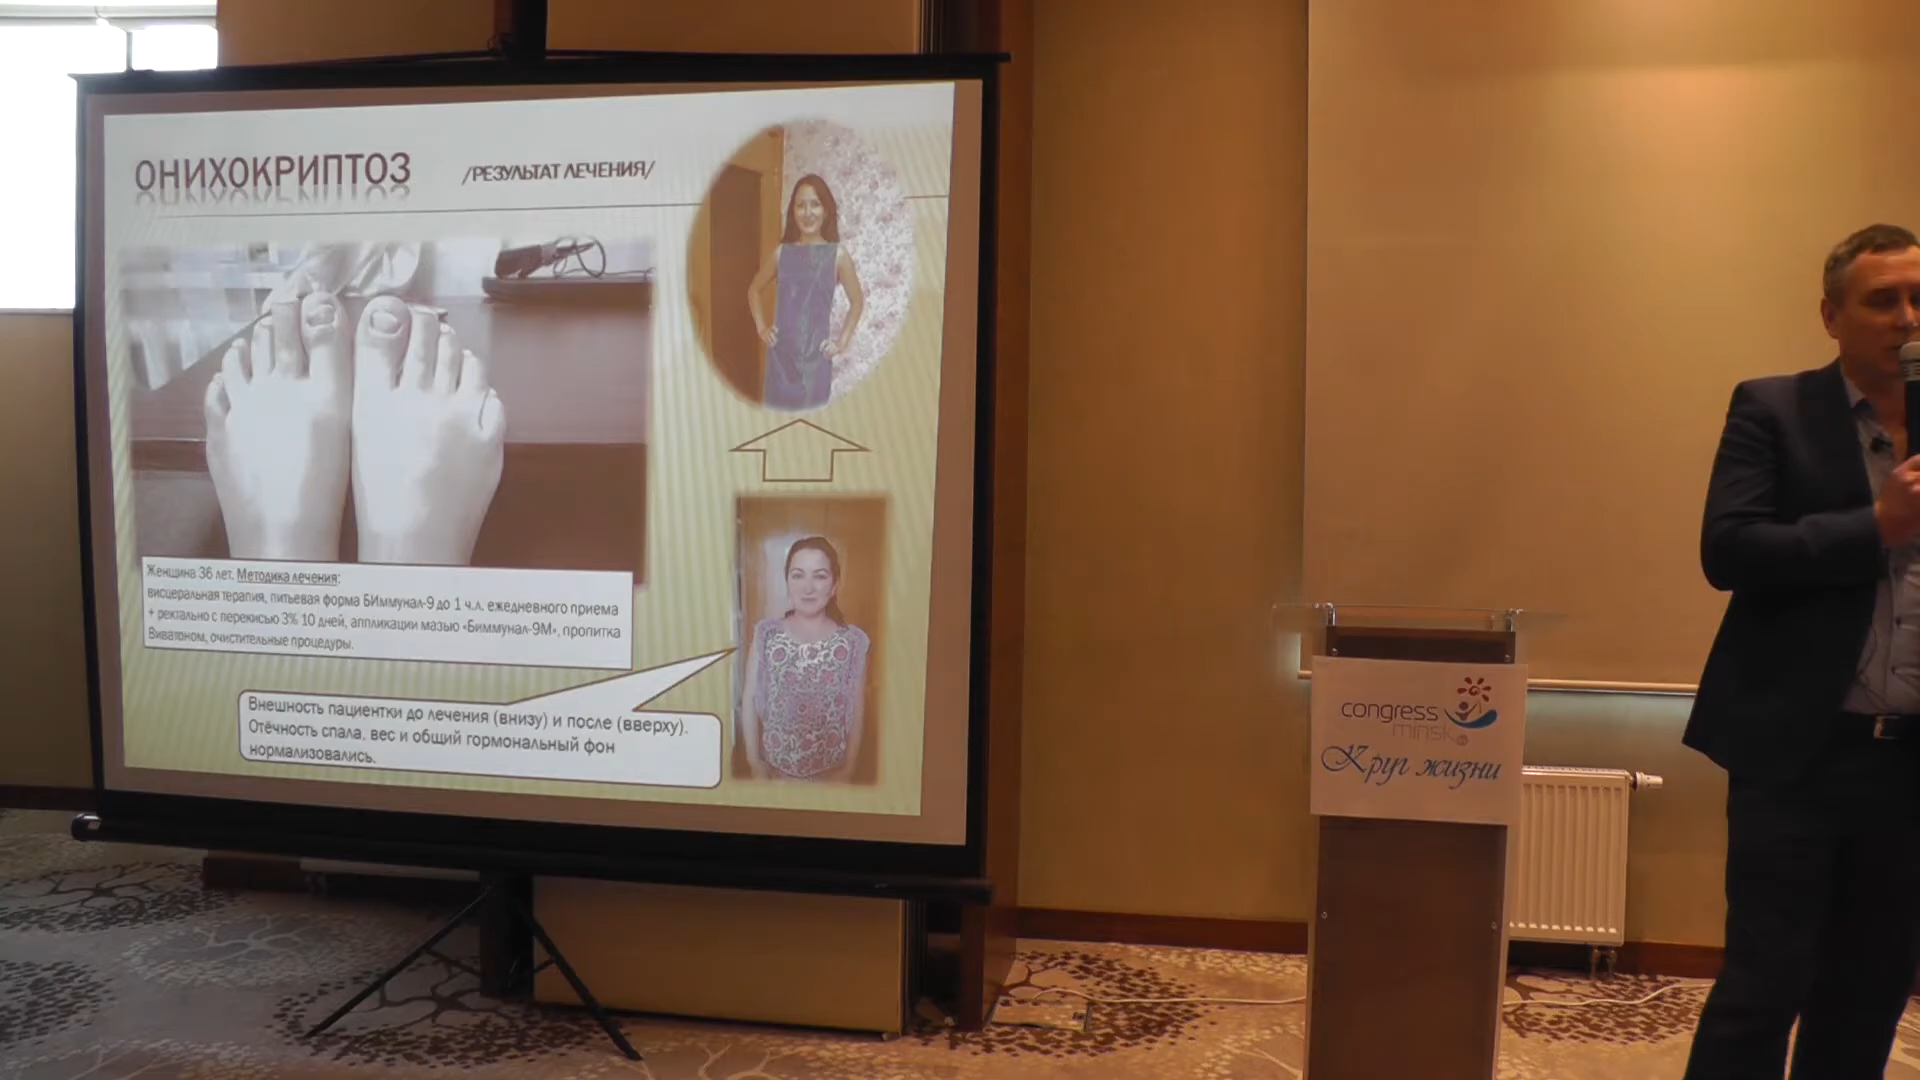 ОНИХОКРИПТОЗ
/РЕЗУЛЬТАТ ЛЕЧЕНИЯ/
Женщина 36 лет. Методика лечения:
висцеральная терапия, питьевая форма БИммунал-9 до 1 ч.л. ежедневного приема
+ ректально с перекисью 3% 10 дней, аппликации мазью «Биммунал-9М», пропитка
Виватоном, очистительные процедуры.
Внешность пациентки до лечения (внизу) и после (вверху).
Отёчность спала, вес и общий гормональный фон
нормализовались.
congress
minsk
Круг жизни